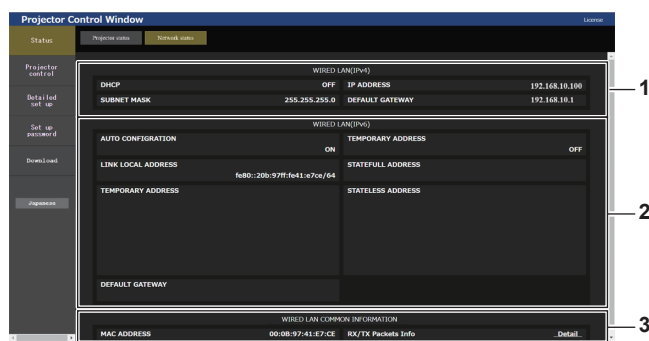 Projector Control Window
License
Status
Projector status
Network status
Projector control
Detailed set up
Set up password
Download
Japanese
WIRED LAN(IPv4)
DHCP OFF IP ADDRESS 192.168.10.100
SUBNET MASK 255.255.255.0 DEFAULT GATEWAY 192.168.10.1
1
WIRED LAN(IPv6)
AUTO CONFIGRATION TEMPORARY ADDRESS
ON OFF
LINK LOCAL ADDRESS STATEFULL ADDRESS
fe80::20b:97ff:fe41:e7ce/64
TEMPORARY ADDRESS STATELESS ADDRESS
2
DEFAULT GATEWAY
WIRED LAN COMMON INFORMATION
3
MAC ADDRESS 00:0B:97:41:E7:CE RX/TX Packets Info Detail